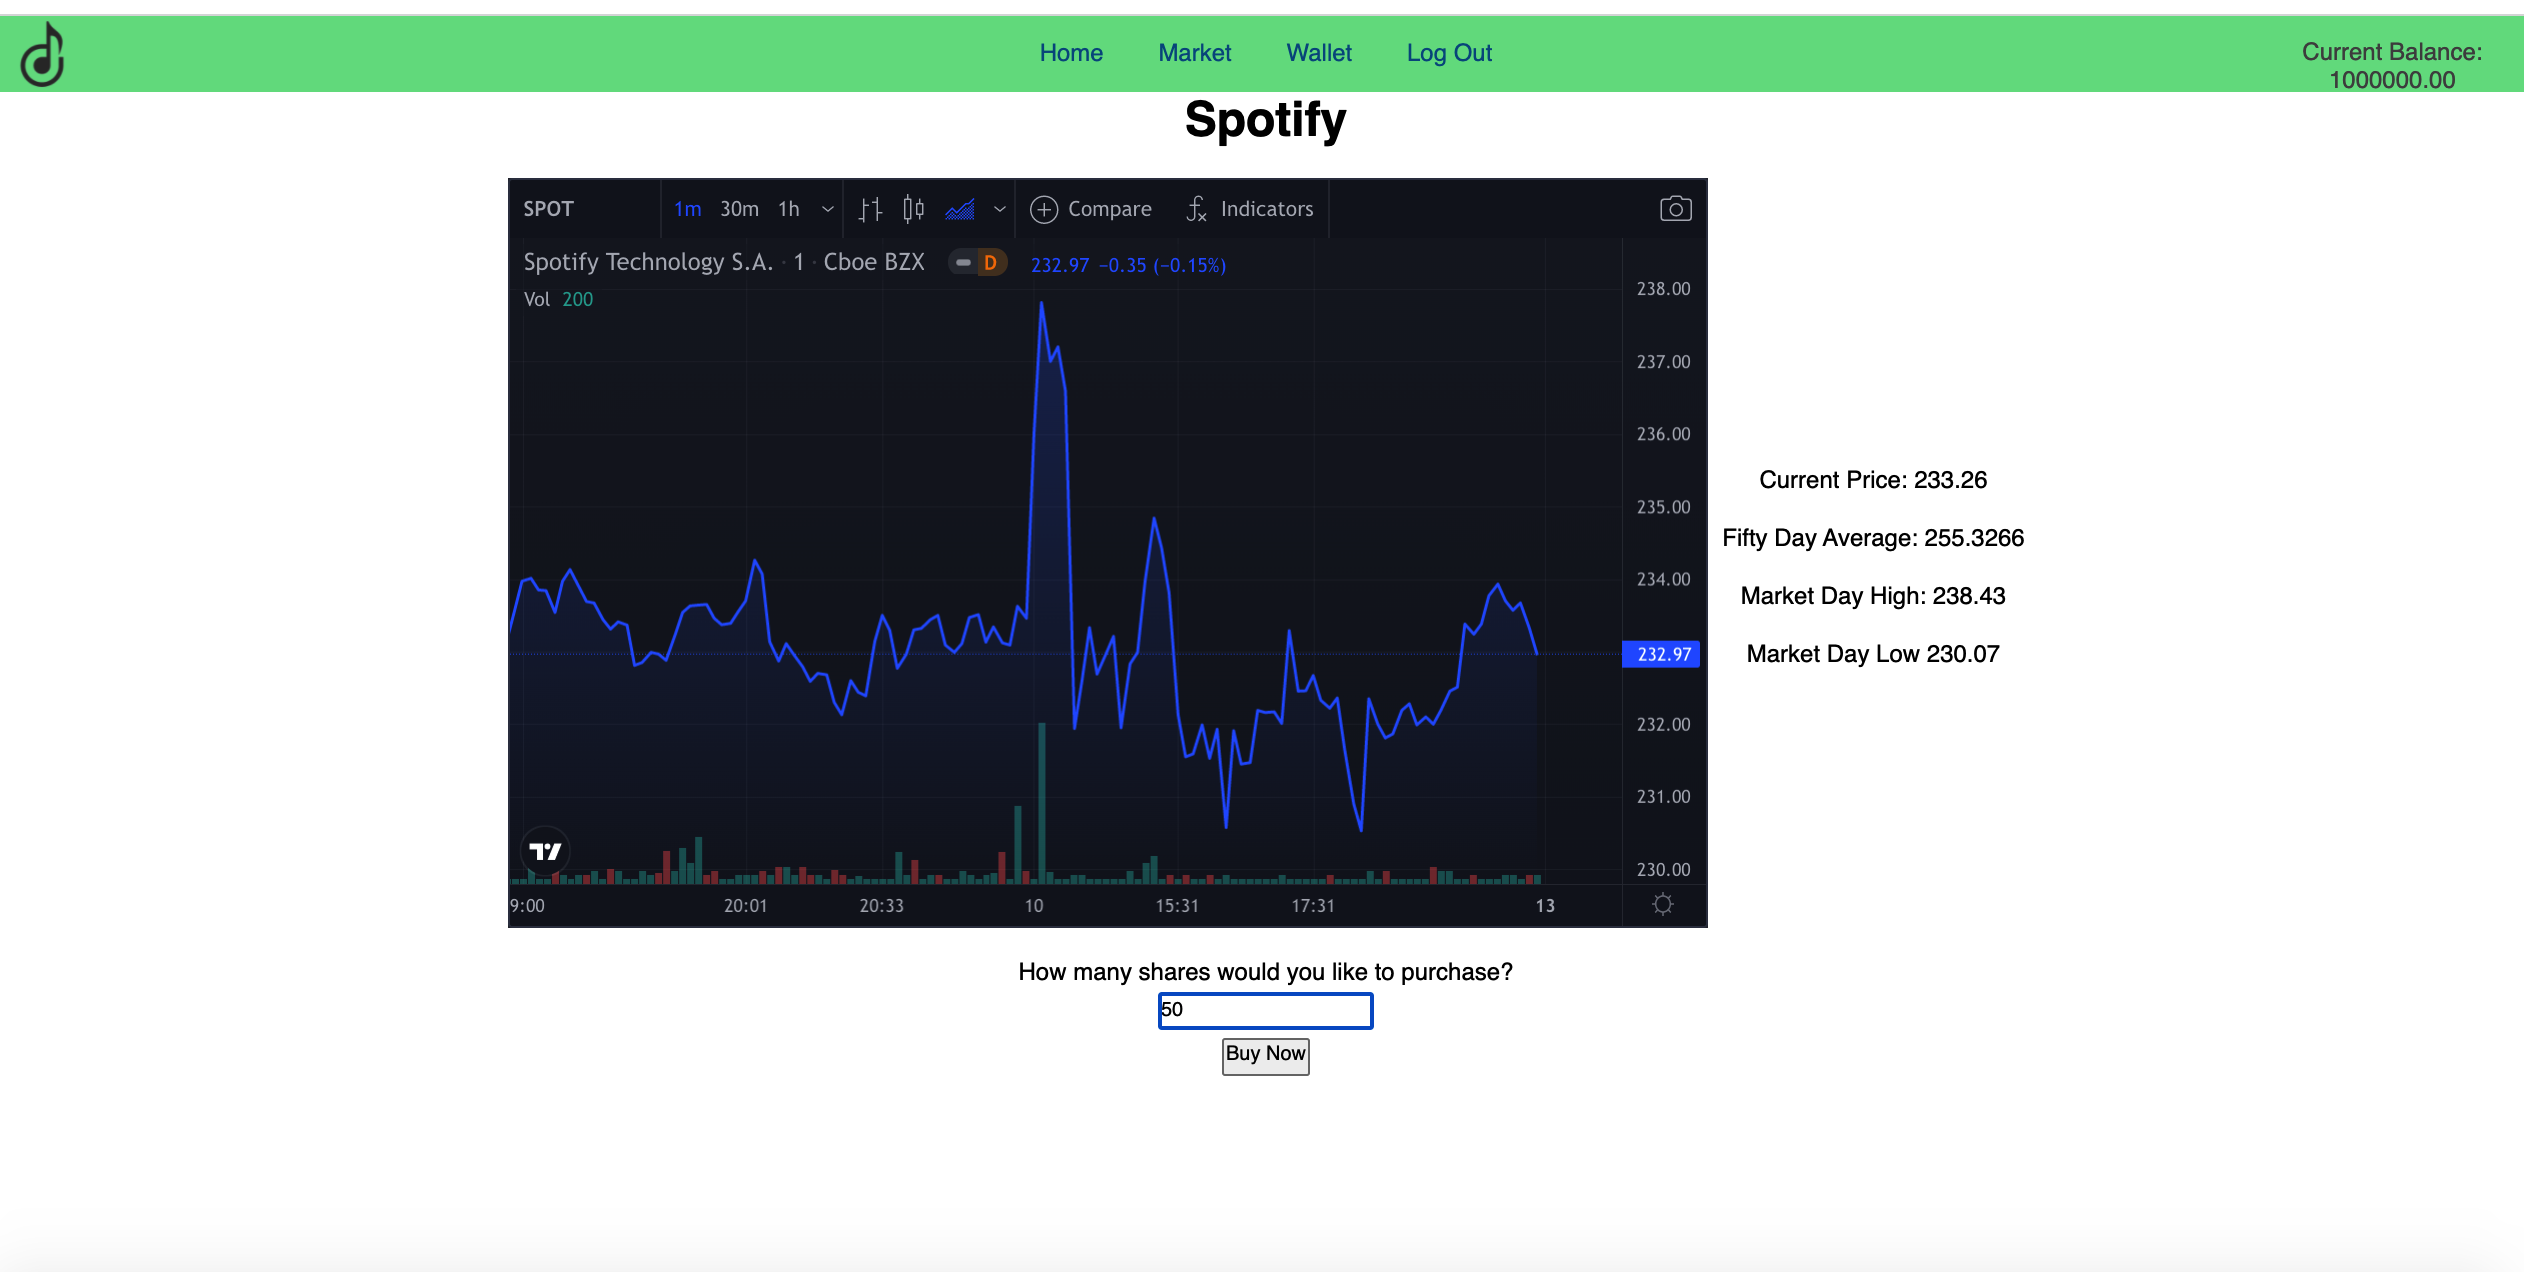 Home Market Wallet Log Out
Current Balance:
1000000.00
Spotify
SPOT 1m 30m 1h Compare Indicators
Spotify Technology S.A. · 1 · Cboe BZX D 232.97 −0.35 (−0.15%)
Vol 200
238.00
237.00
236.00
235.00
234.00
232.97
232.00
231.00
230.00
9:00 20:01 20:33 10 15:31 17:31 13
Current Price: 233.26
Fifty Day Average: 255.3266
Market Day High: 238.43
Market Day Low 230.07
How many shares would you like to purchase?
50
Buy Now